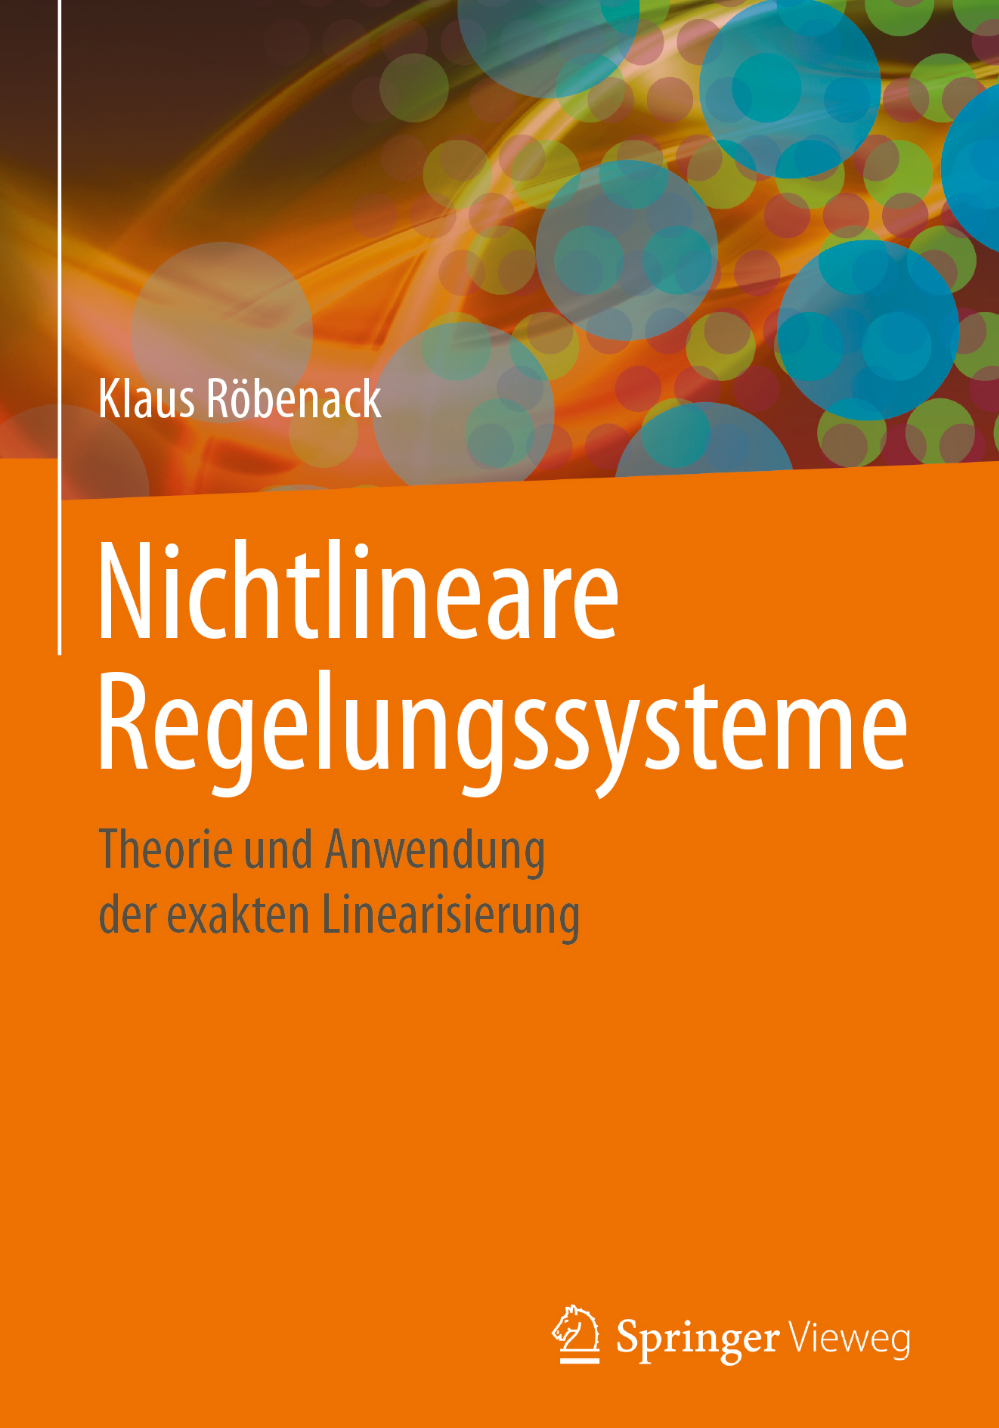 Klaus Röbenack
Nichtlineare
Regelungssysteme
Theorie und Anwendung
der exakten Linearisierung
Springer Vieweg